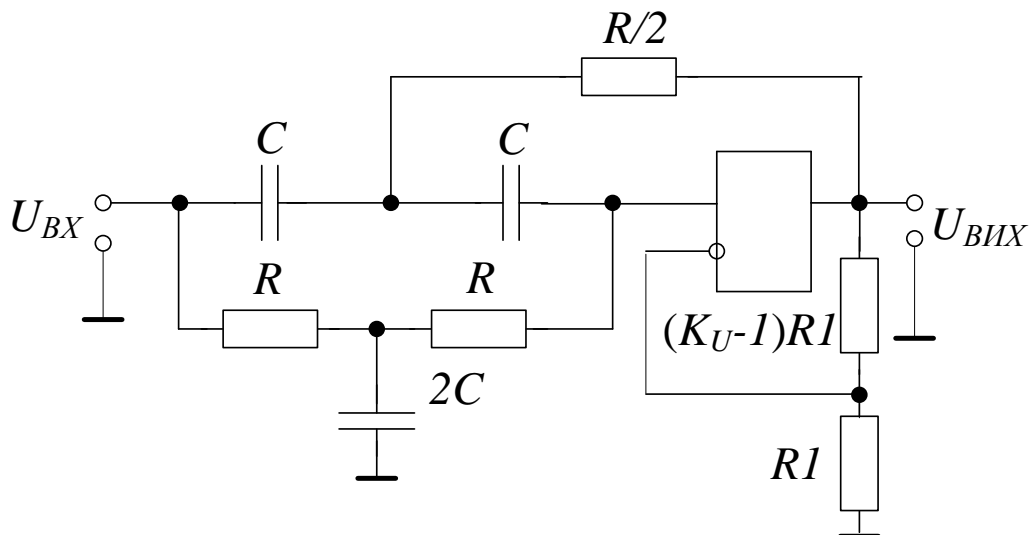 R/2
C
C
U_BX
U_BИX
R
R
(K_U-1)R1
2C
R1